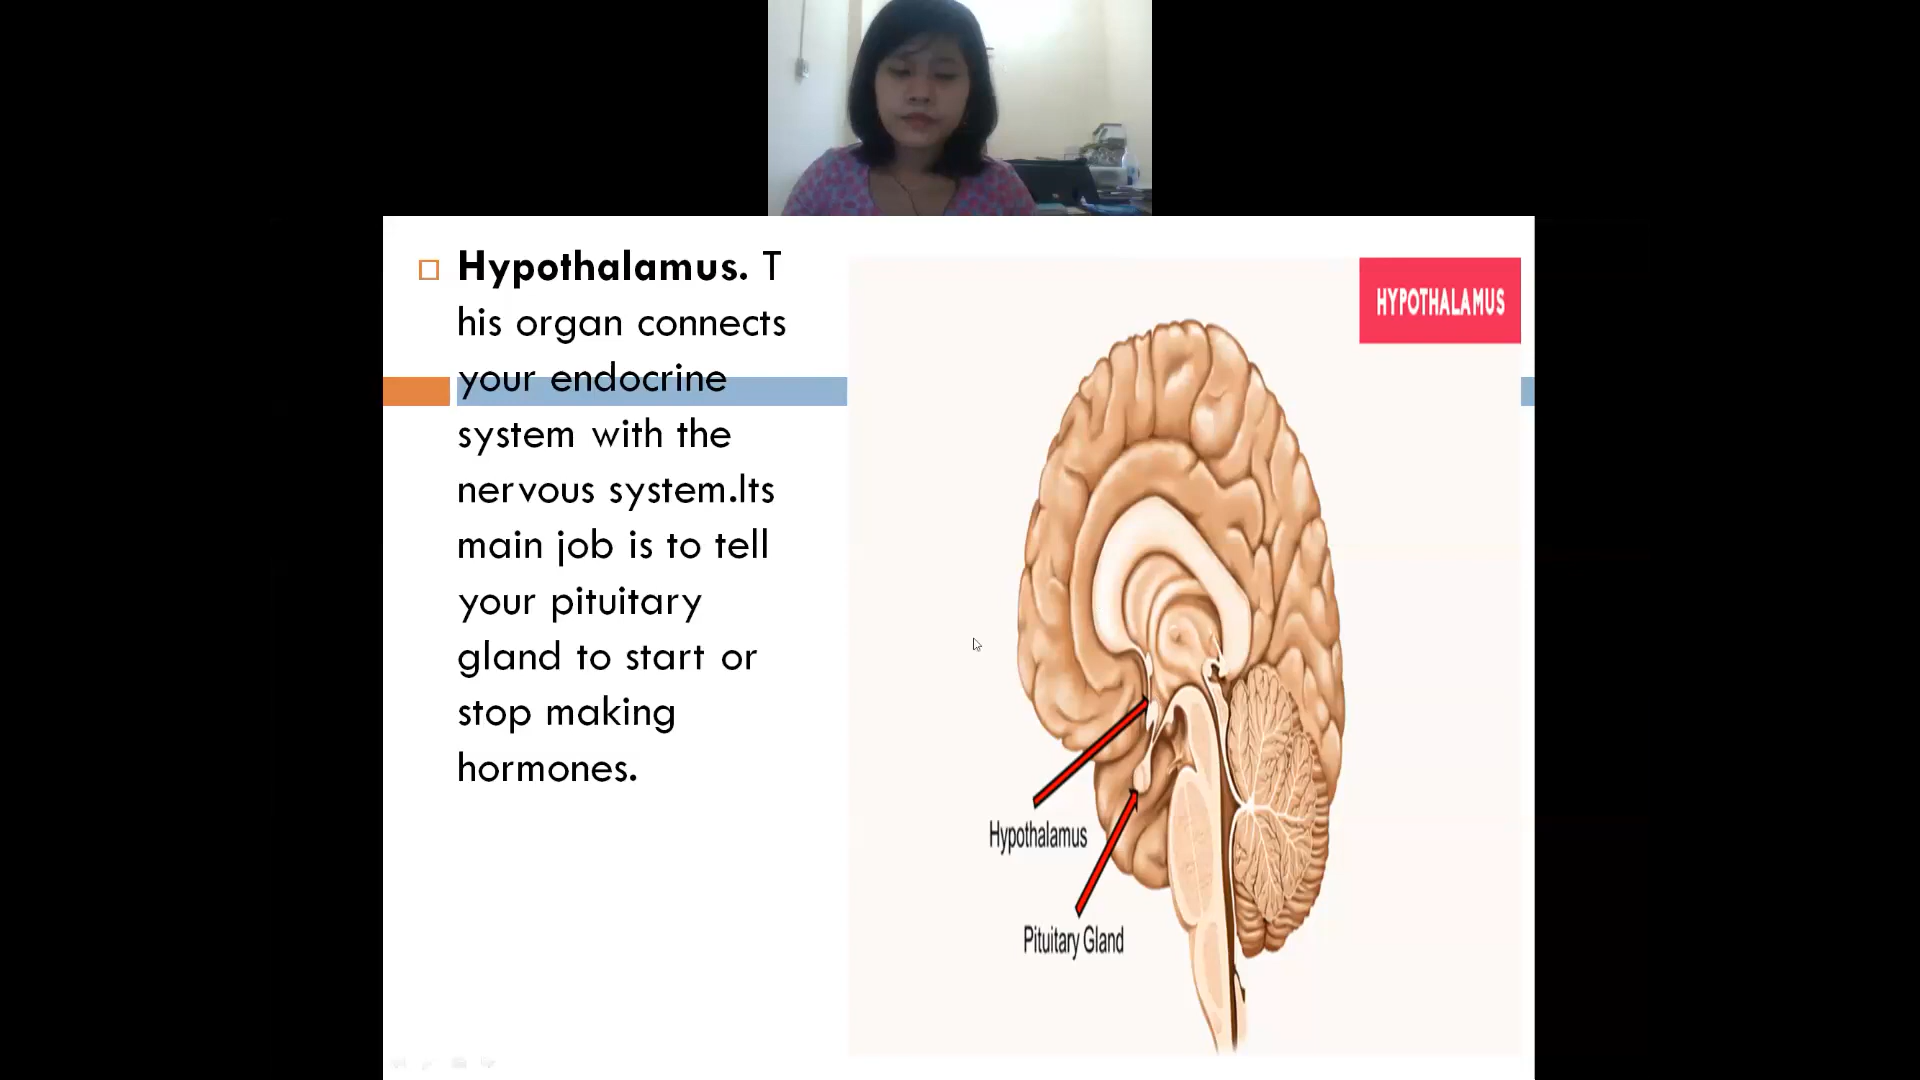 Hypothalamus. T
his organ connects
your endocrine
system with the
nervous system.Its
main job is to tell
your pituitary
gland to start or
stop making
hormones.
HYPOTHALAMUS
Hypothalamus
Pituitary Gland